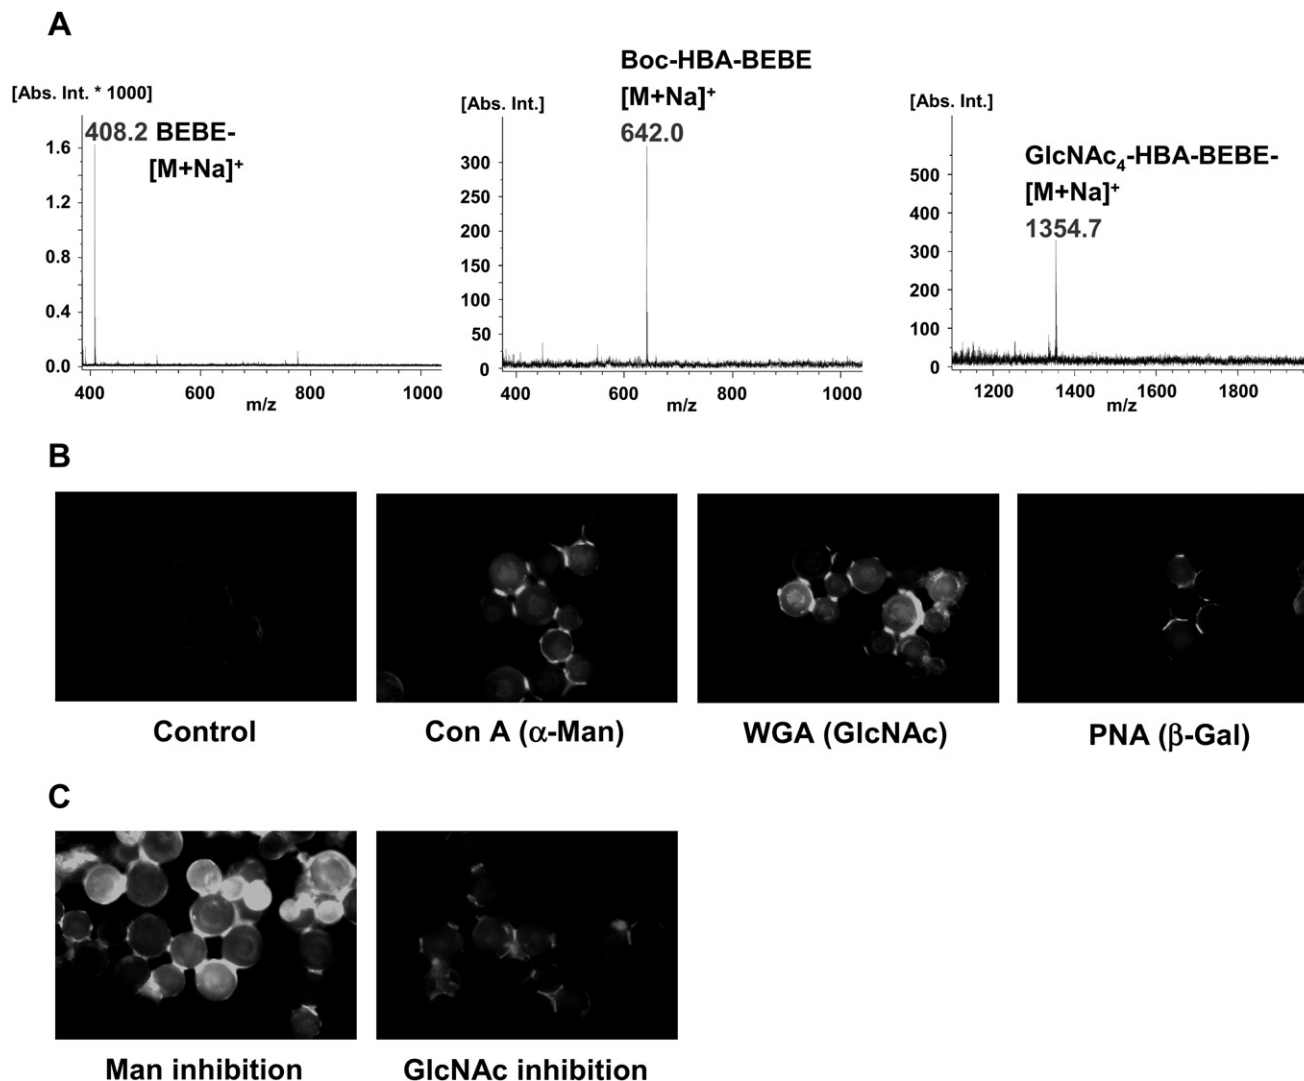 A
[Abs. Int. * 1000]
408.2 BEBE-
[M+Na]⁺
1.6
1.2
0.8
0.4
0.0
400 600 800 1000
m/z
[Abs. Int.]
Boc-HBA-BEBE
[M+Na]⁺
642.0
300
250
200
150
100
50
0
400 600 800 1000
m/z
[Abs. Int.]
GlcNAc₄-HBA-BEBE-
[M+Na]⁺
1354.7
500
400
300
200
100
0
1200 1400 1600 1800
m/z
B
Control Con A (α-Man) WGA (GlcNAc) PNA (β-Gal)
C
Man inhibition GlcNAc inhibition